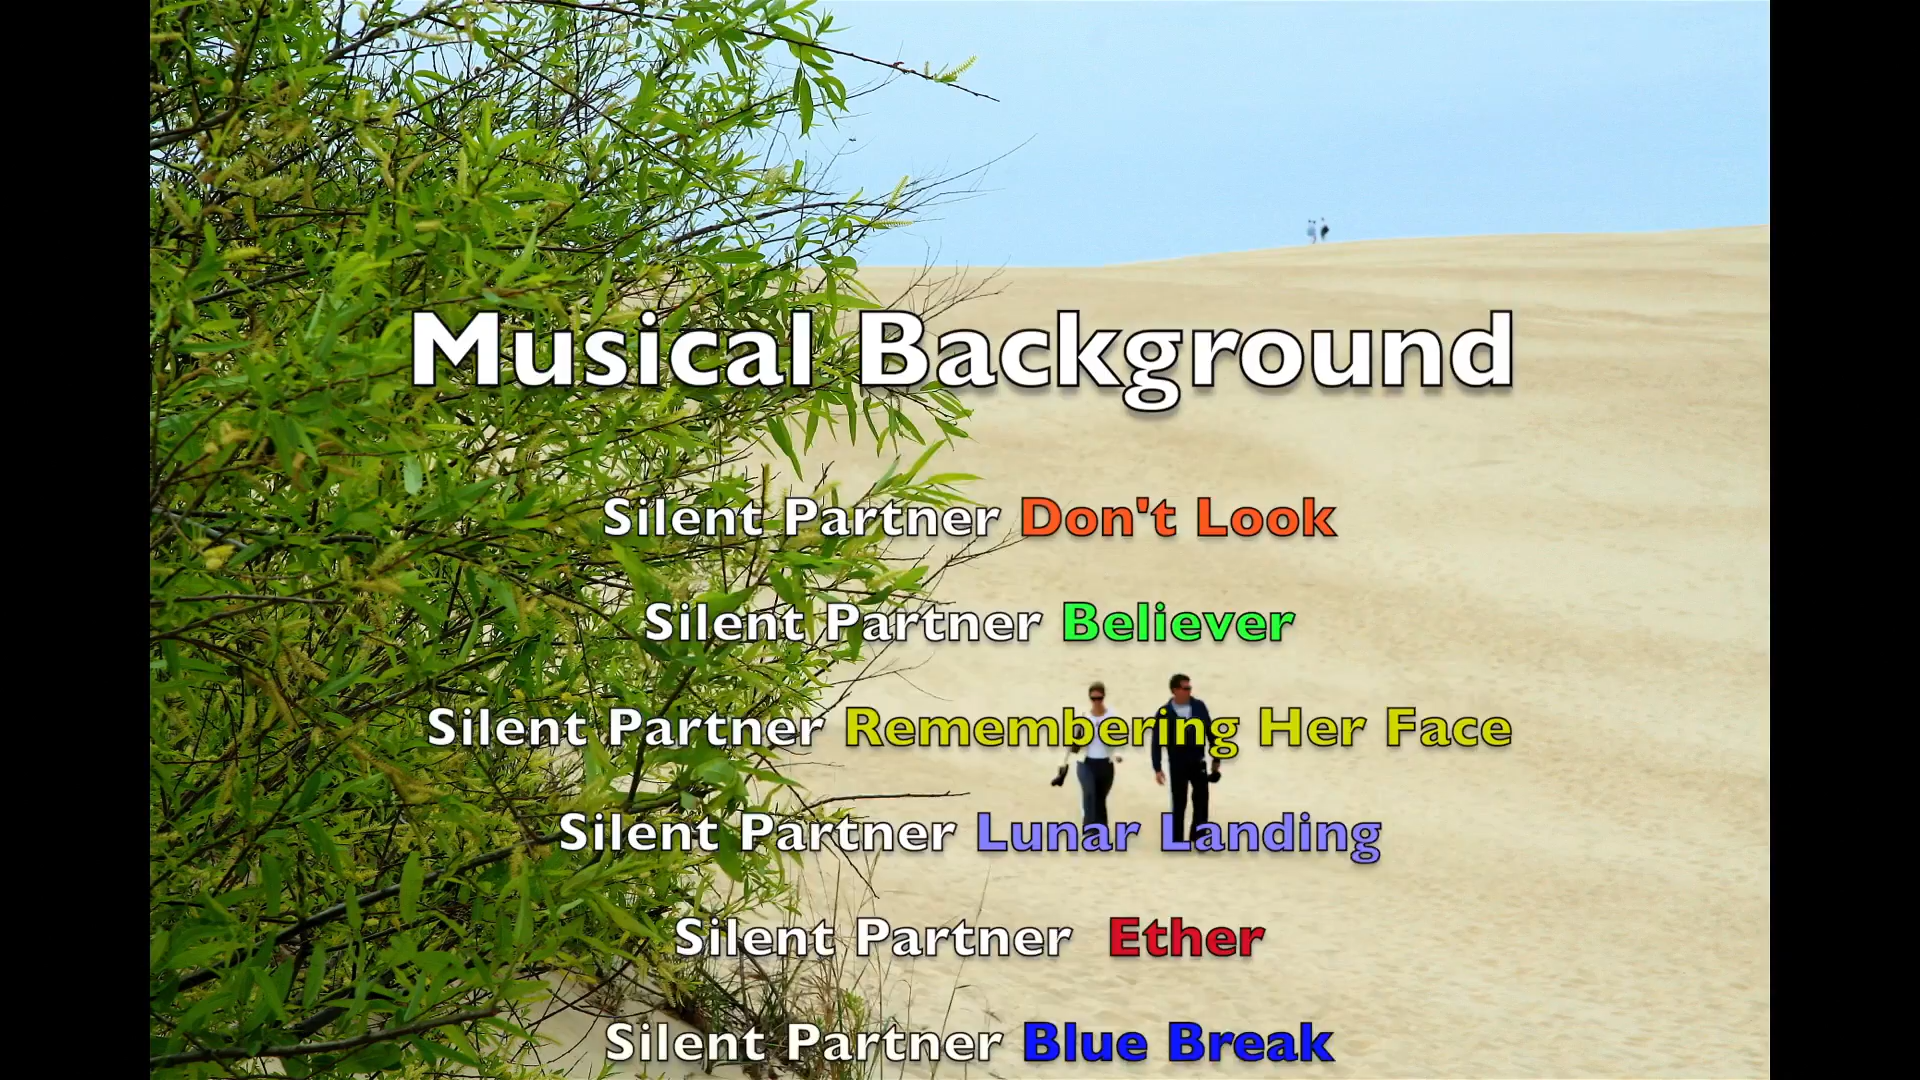 Musical Background
Silent Partner Don't Look
Silent Partner Believer
Silent Partner Remembering Her Face
Silent Partner Lunar Landing
Silent Partner Ether
Silent Partner Blue Break